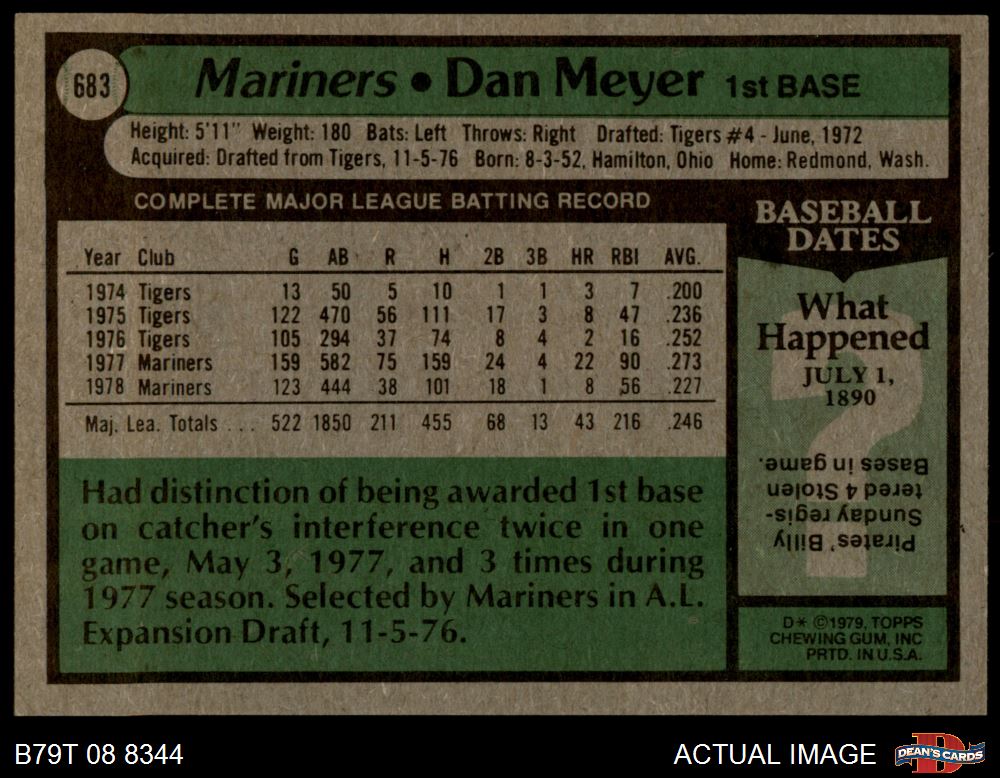 683
Mariners • Dan Meyer 1st BASE
Height: 5'11" Weight: 180 Bats: Left Throws: Right Drafted: Tigers #4 - June, 1972
Acquired: Drafted from Tigers, 11-5-76 Born: 8-3-52, Hamilton, Ohio Home: Redmond, Wash.
COMPLETE MAJOR LEAGUE BATTING RECORD
Year Club G AB R H 2B 3B HR RBI AVG.
1974 Tigers 13 50 5 10 1 1 3 7 .200
1975 Tigers 122 470 56 111 17 3 8 47 .236
1976 Tigers 105 294 37 74 8 4 2 16 .252
1977 Mariners 159 582 75 159 24 4 22 90 .273
1978 Mariners 123 444 38 101 18 1 8 56 .227
Maj. Lea. Totals ... 522 1850 211 455 68 13 43 216 .246
Had distinction of being awarded 1st base
on catcher's interference twice in one
game, May 3, 1977, and 3 times during
1977 season. Selected by Mariners in A.L.
Expansion Draft, 11-5-76.
BASEBALL
DATES
What
Happened
JULY 1,
1890
Pirates' Billy
Sunday regis-
tered 4 Stolen
Bases in game.
D* ©1979, TOPPS
CHEWING GUM, INC
PRTD. IN U.S.A.
B79T 08 8344
ACTUAL IMAGE
D
DEAN'S CARDS